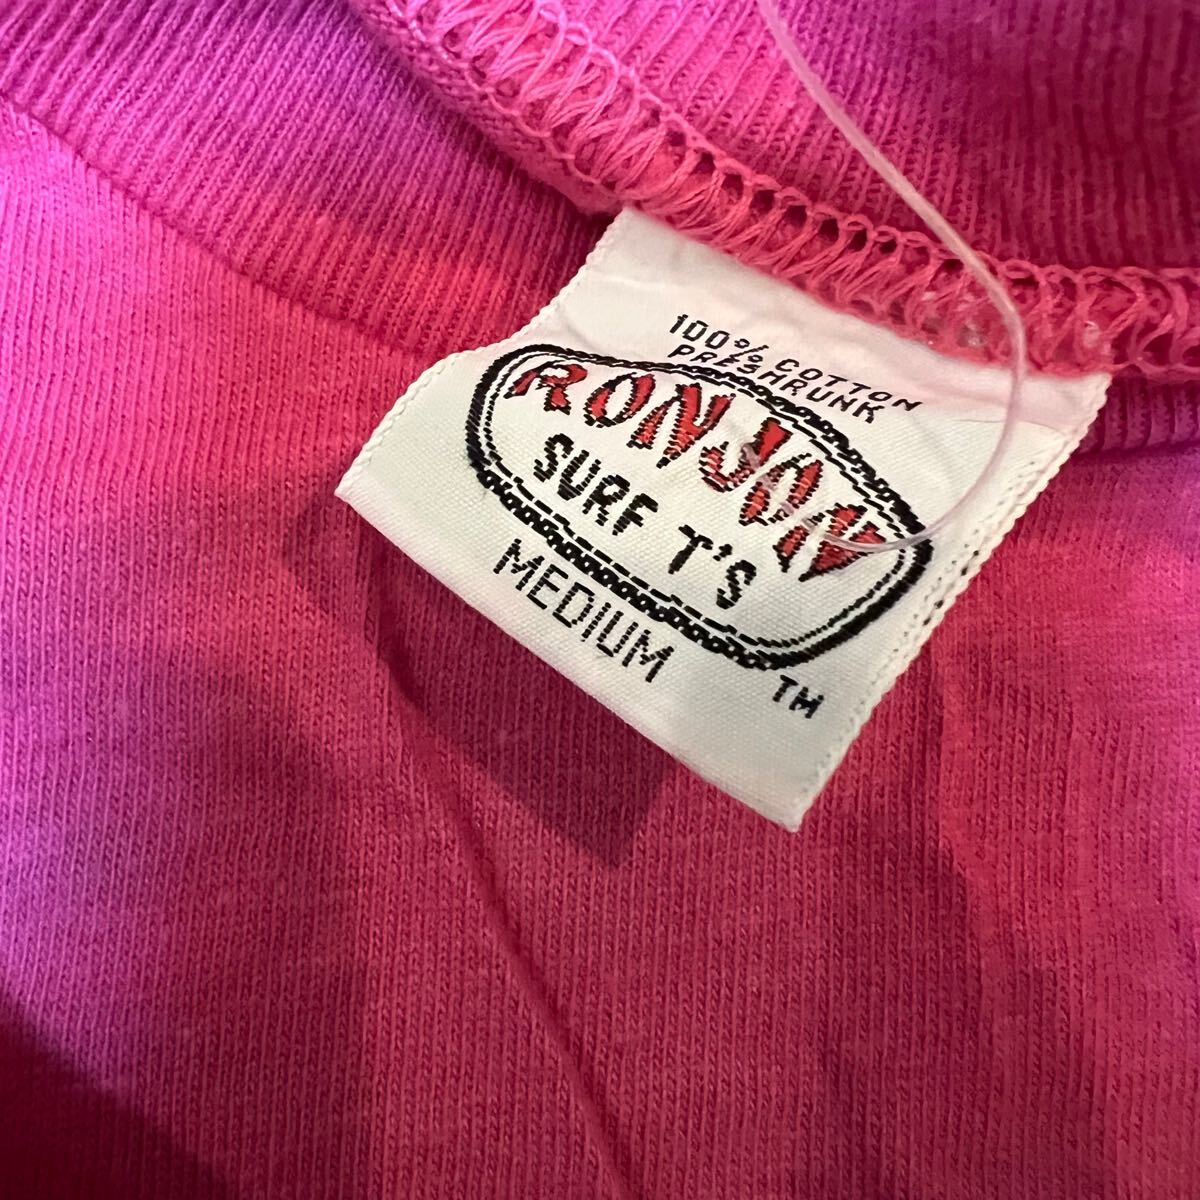 100% COTTON
PRESHRUNK
RON JON
SURF T'S
MEDIUM
TM